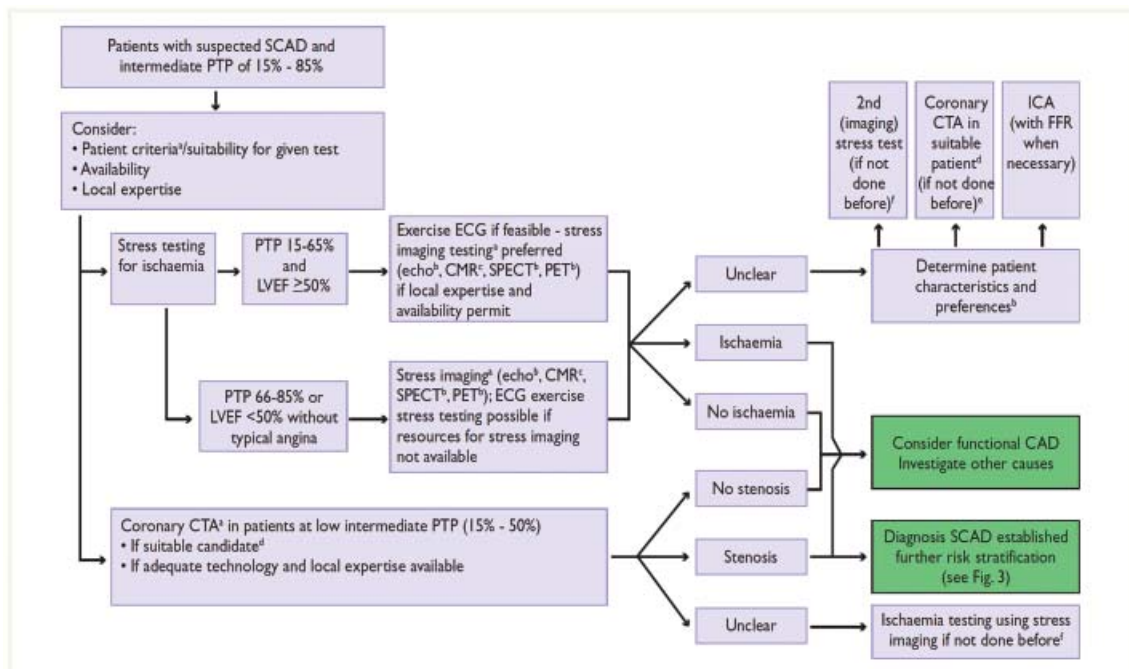 Patients with suspected SCAD and
intermediate PTP of 15% - 85%
Consider:
• Patient criteriaᵃ/suitability for given test
• Availability
• Local expertise
Stress testing
for ischaemia
PTP 15-65%
and
LVEF ≥50%
Exercise ECG if feasible - stress
imaging testingᵃ preferred
(echoᵇ, CMRᶜ, SPECTᵇ, PETᵇ)
if local expertise and
availability permit
PTP 66-85% or
LVEF <50% without
typical angina
Stress imagingᵃ (echoᵇ, CMRᶜ,
SPECTᵇ, PETᵇ); ECG exercise
stress testing possible if
resources for stress imaging
not available
Coronary CTAᵃ in patients at low intermediate PTP (15% - 50%)
• If suitable candidateᵈ
• If adequate technology and local expertise available
Unclear
Ischaemia
No ischaemia
No stenosis
Stenosis
Unclear
2nd
(imaging)
stress test
(if not
done
before)ᶠ
Coronary
CTA in
suitable
patientᵈ
(if not done
before)ᵉ
ICA
(with FFR
when
necessary)
Determine patient
characteristics and
preferencesᵇ
Consider functional CAD
Investigate other causes
Diagnosis SCAD established
further risk stratification
(see Fig. 3)
Ischaemia testing using stress
imaging if not done beforeᶠ